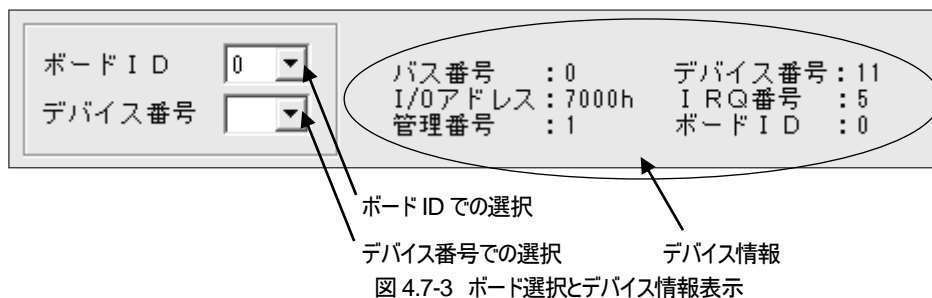 ボードＩＤ 0
デバイス番号
バス番号 :0 デバイス番号:11
I/Oアドレス:7000h ＩＲＱ番号 :5
管理番号 :1 ボードＩＤ :0
ボード ID での選択
デバイス番号での選択 デバイス情報
図 4.7-3 ボード選択とデバイス情報表示